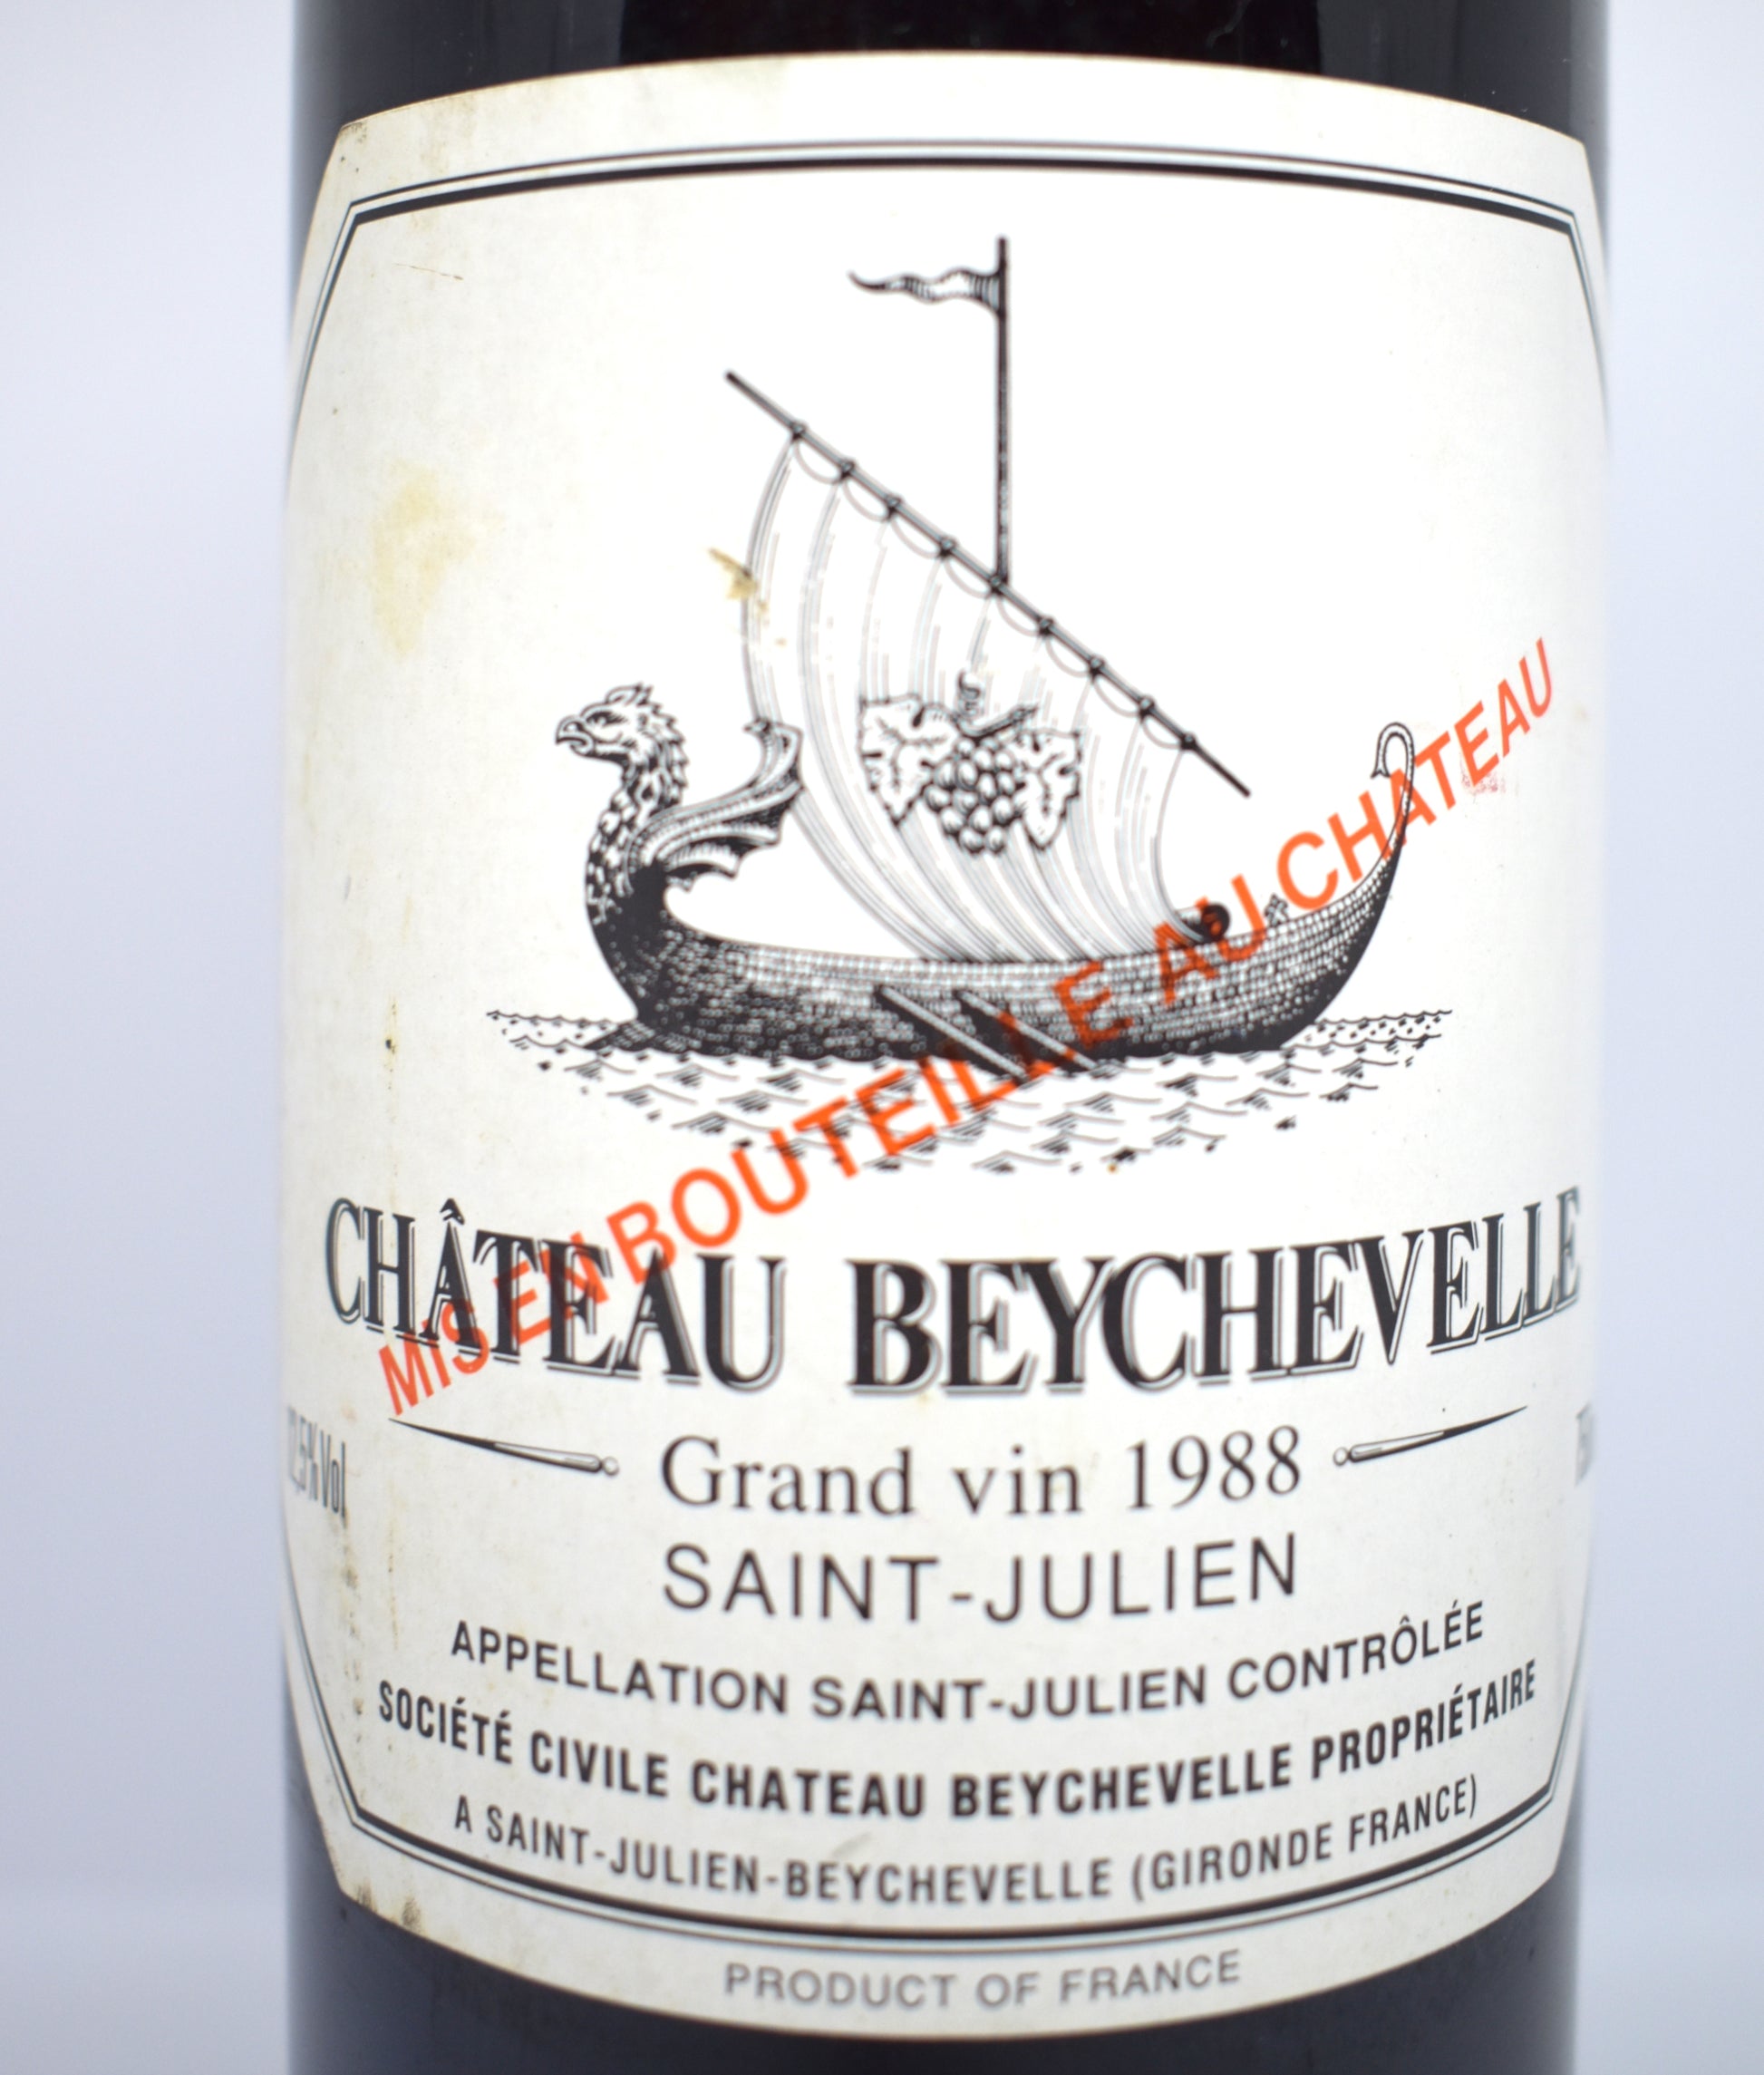 MIS EN BOUTEILLE AU CHATEAU
CHÂTEAU BEYCHEVELLE
Grand vin 1988
SAINT-JULIEN
APPELLATION SAINT-JULIEN CONTRÔLÉE
SOCIÉTÉ CIVILE CHATEAU BEYCHEVELLE PROPRIÉTAIRE
A SAINT-JULIEN-BEYCHEVELLE (GIRONDE FRANCE)
PRODUCT OF FRANCE